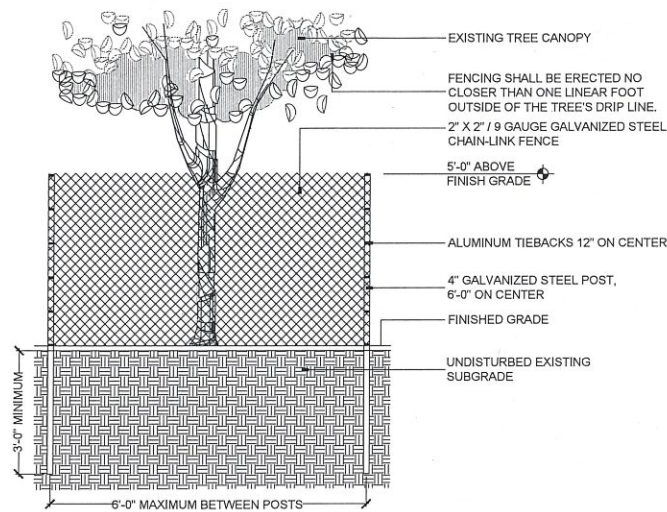 EXISTING TREE CANOPY
FENCING SHALL BE ERECTED NO
CLOSER THAN ONE LINEAR FOOT
OUTSIDE OF THE TREE'S DRIP LINE.
2" X 2" / 9 GAUGE GALVANIZED STEEL
CHAIN-LINK FENCE
5'-0" ABOVE
FINISH GRADE
ALUMINUM TIEBACKS 12" ON CENTER
4" GALVANIZED STEEL POST,
6'-0" ON CENTER
FINISHED GRADE
UNDISTURBED EXISTING
SUBGRADE
3'-0" MINIMUM
6'-0" MAXIMUM BETWEEN POSTS